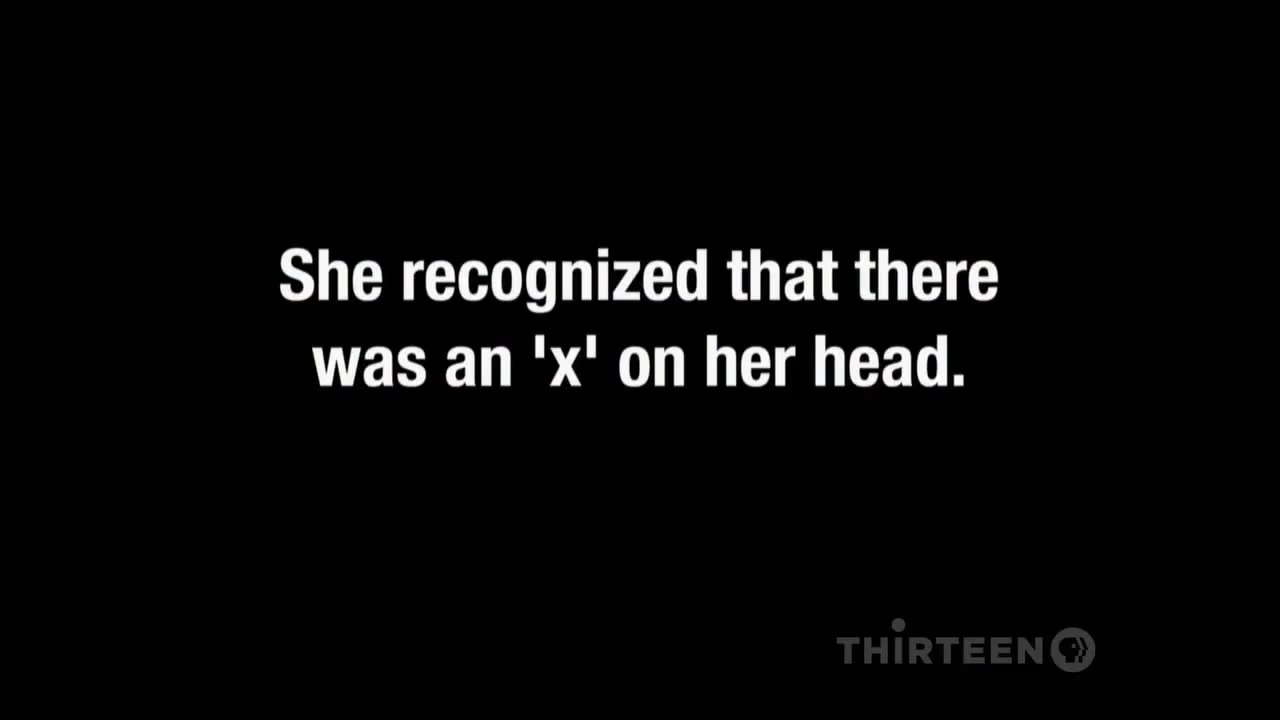 She recognized that there
was an 'x' on her head.
THIRTEEN